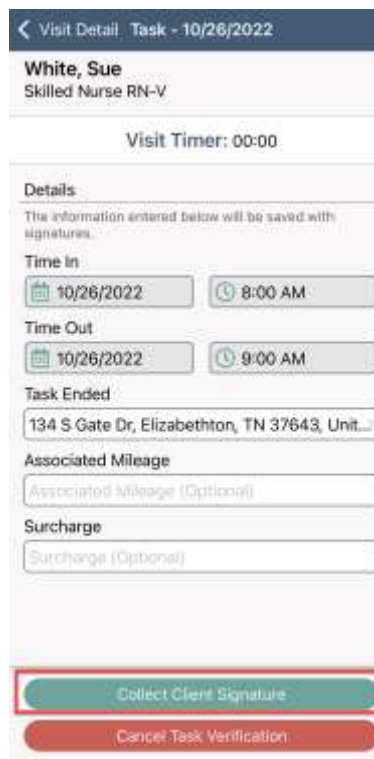 Visit Detail Task - 10/26/2022
White, Sue
Skilled Nurse RN-V
Visit Timer: 00:00
Details
The information entered below will be saved with
signatures.
Time In
10/26/2022 8:00 AM
Time Out
10/26/2022 9:00 AM
Task Ended
134 S Gate Dr, Elizabethton, TN 37643, Unit...
Associated Mileage
Associated Mileage (Optional)
Surcharge
Surcharge (Optional)
Collect Client Signature
Cancel Task Verification